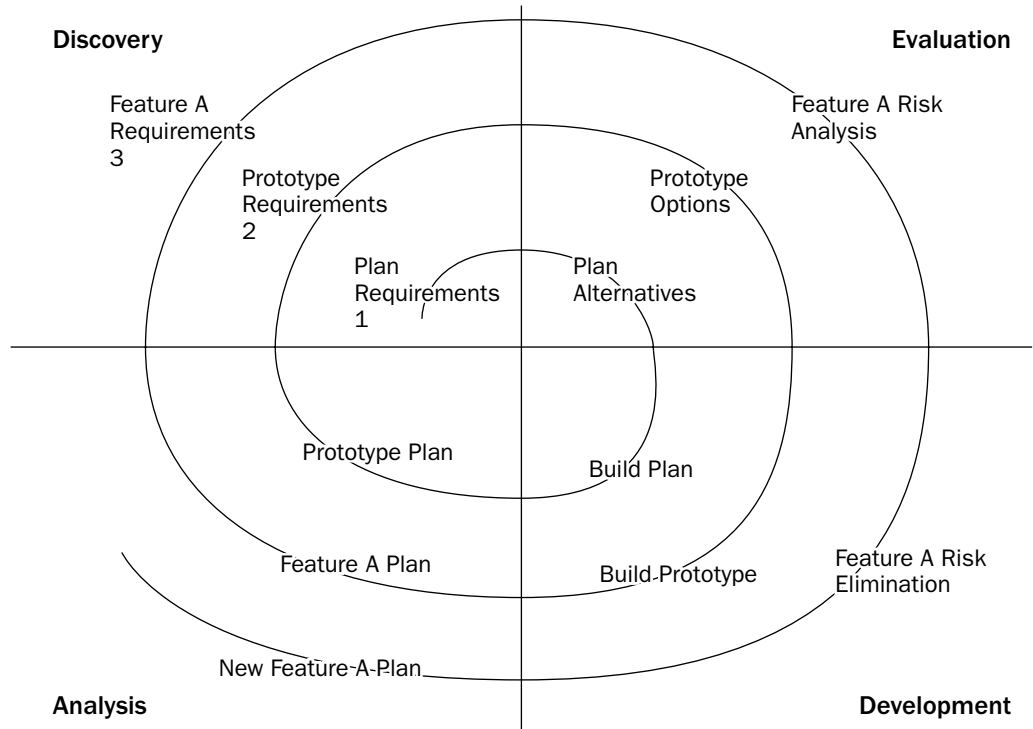 Discovery
Evaluation
Feature A
Requirements
3
Feature A Risk
Analysis
Prototype
Requirements
2
Prototype
Options
Plan
Requirements
1
Plan
Alternatives
Prototype Plan
Build Plan
Feature A Plan
Build Prototype
Feature A Risk
Elimination
New Feature A Plan
Analysis
Development